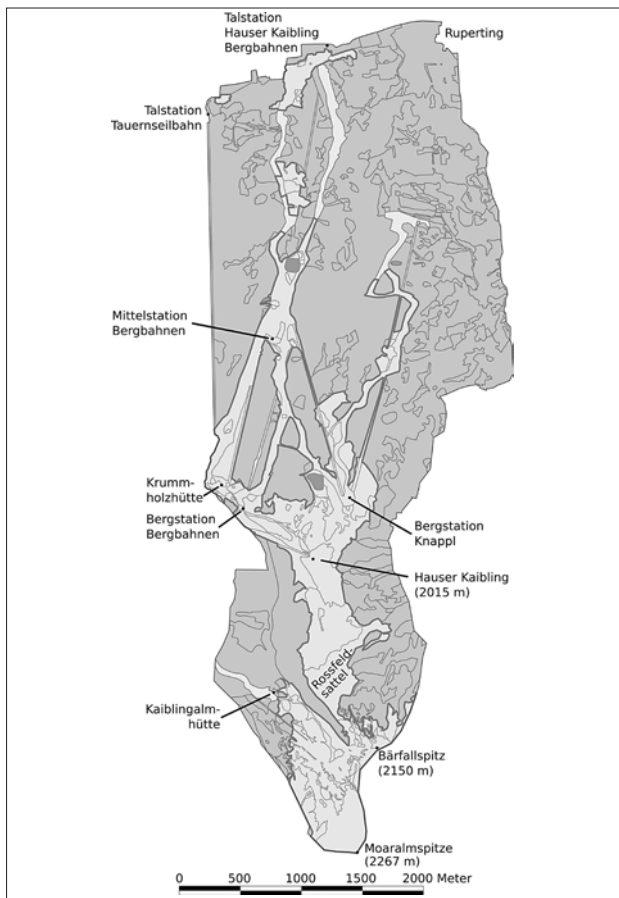 Talstation
Hauser Kaibling
Bergbahnen
Ruperting
Talstation
Tauernseilbahn
Mittelstation
Bergbahnen
Krumm-
holzhütte
Bergstation
Bergbahnen
Bergstation
Knappl
Hauser Kaibling
(2015 m)
Rossfeld-
sattel
Kaiblingalm-
hütte
Bärfallspitz
(2150 m)
Moaralmspitze
(2267 m)
0 500 1000 1500 2000 Meter